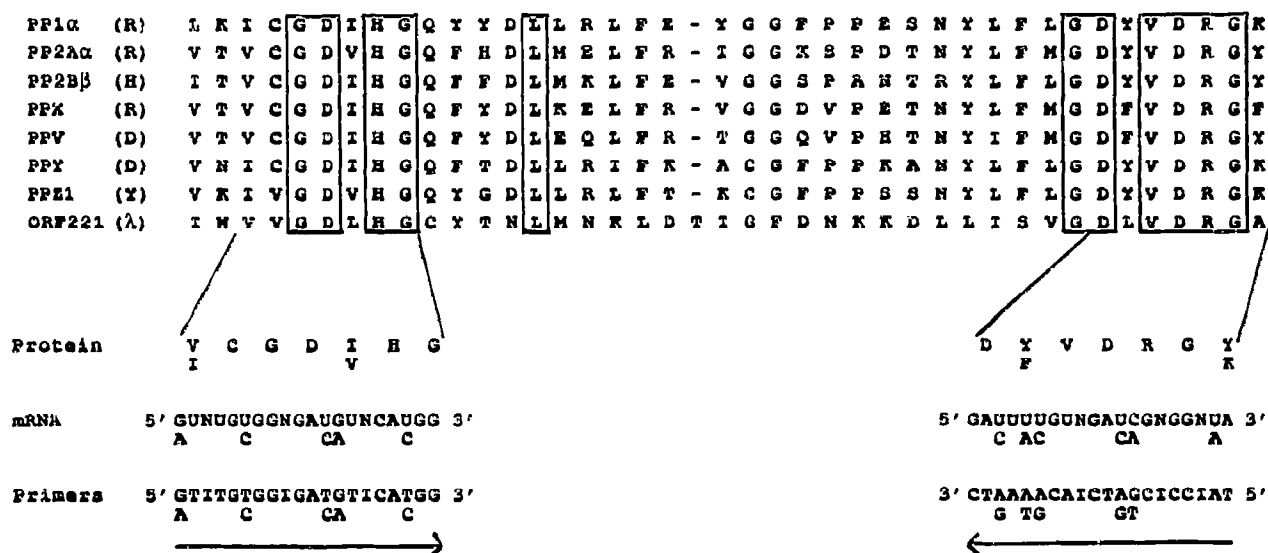 PP1α (R) L K I C G D I H G Q Y Y D L L R L F E - Y G G F P P E S N Y L F L G D Y V D R G K
PP2Aα (R) V T V C G D V H G Q F H D L M E L F R - I G G K S P D T N Y L F M G D Y V D R G Y
PP2Bβ (H) I T V C G D I H G Q F F D L M K L F E - V G G S P A N T R Y L F L G D Y V D R G Y
PPX (R) V T V C G D I H G Q F Y D L K E L F R - V G G D V P E T N Y L F M G D F V D R G F
PPV (D) V T V C G D I H G Q F Y D L E Q L F R - T G G Q V P H T N Y I F M G D F V D R G Y
PPY (D) V N I C G D I H G Q F T D L L R I F K - A C G F P P K A N Y L F L G D Y V D R G K
PPZ1 (Y) V K I V G D V H G Q Y G D L L R L F T - K C G F P P S S N Y L F L G D Y V D R G K
ORF221 (λ) I W V V G D L H G C Y T N L M N K L D T I G F D N K K D L L I S V G D L V D R G A
Protein V C G D I H G D Y V D R G Y
I V F K
mRNA 5' GUNUGUGGNGAUGUNCAUGG 3' 5' GAUUUUGUNGAUCGNGGNUA 3'
A C CA C C AC CA A
Primers 5' GTITGTGGIGATGTICATGG 3' 3' CTAAAACAICTAGCICCIAT 5'
A C CA C G TG GT